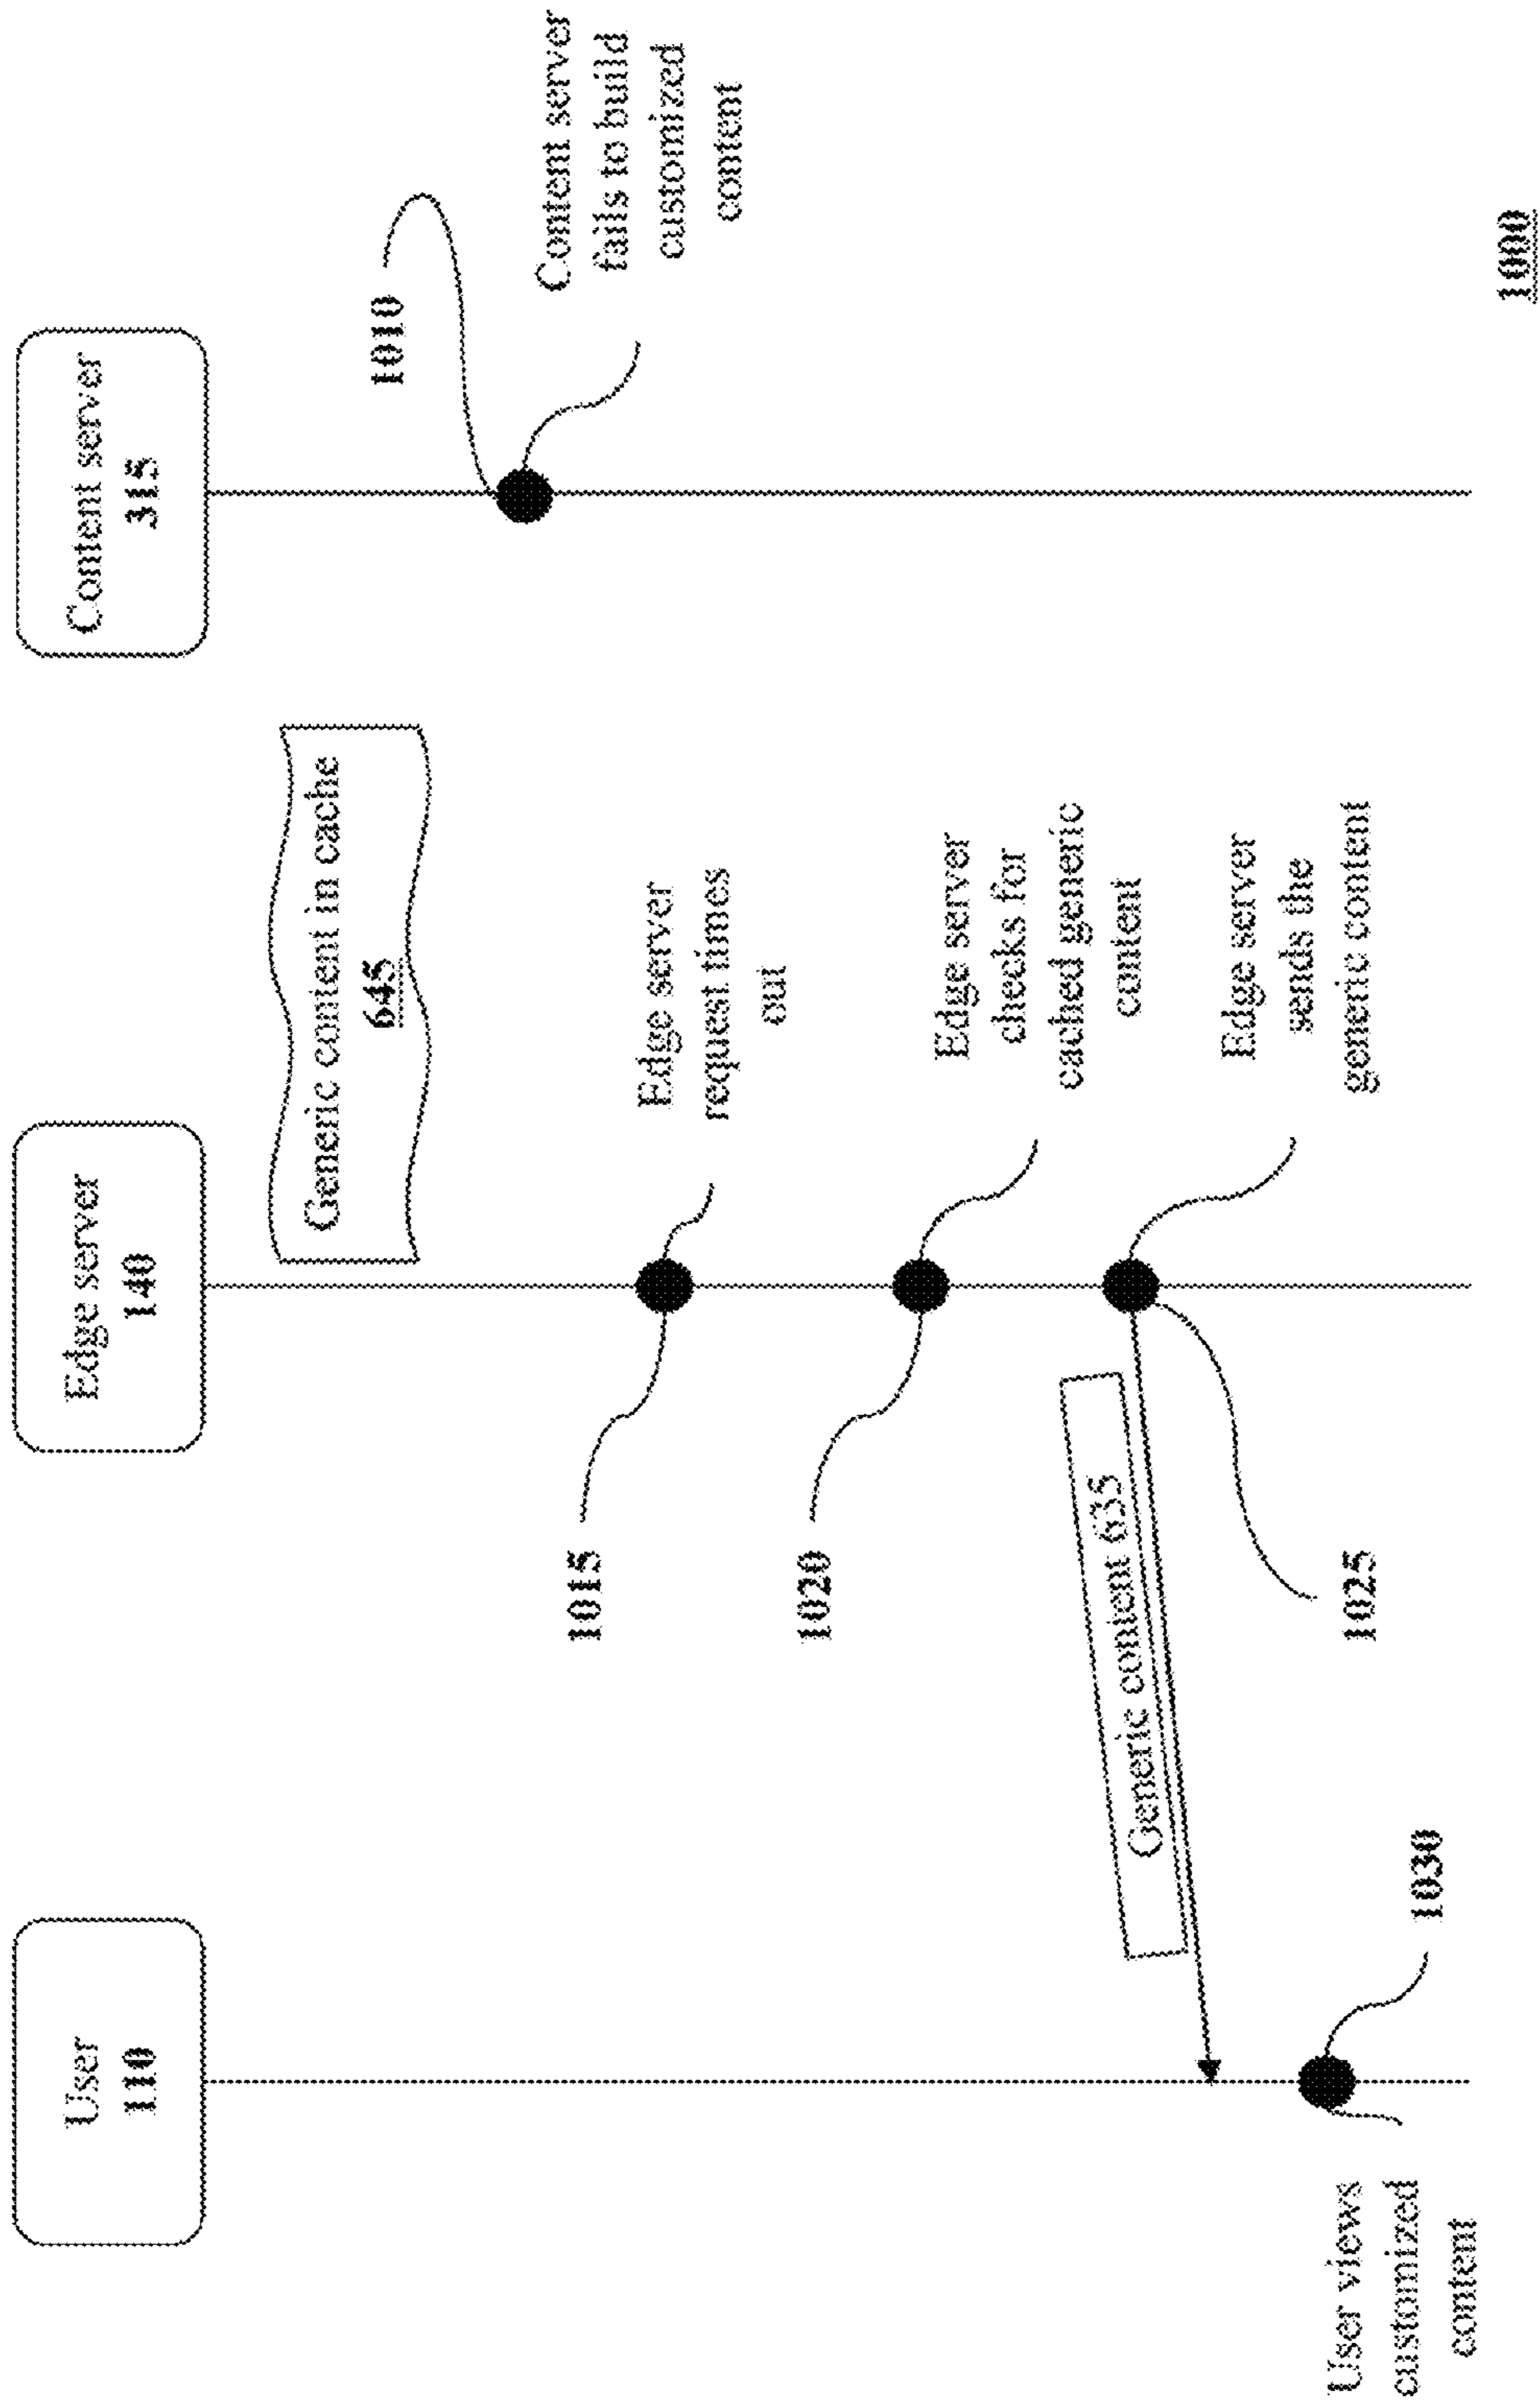 User
110
Edge server
140
Content server
315
Generic content in cache
645
1010
Content server
fails to build
customized
content
1015
Edge server
request times
out
1020
Edge server
checks for
cached generic
content
Generic content 635
1025
Edge server
sends the
generic content
1030
User views
customized
content
1000